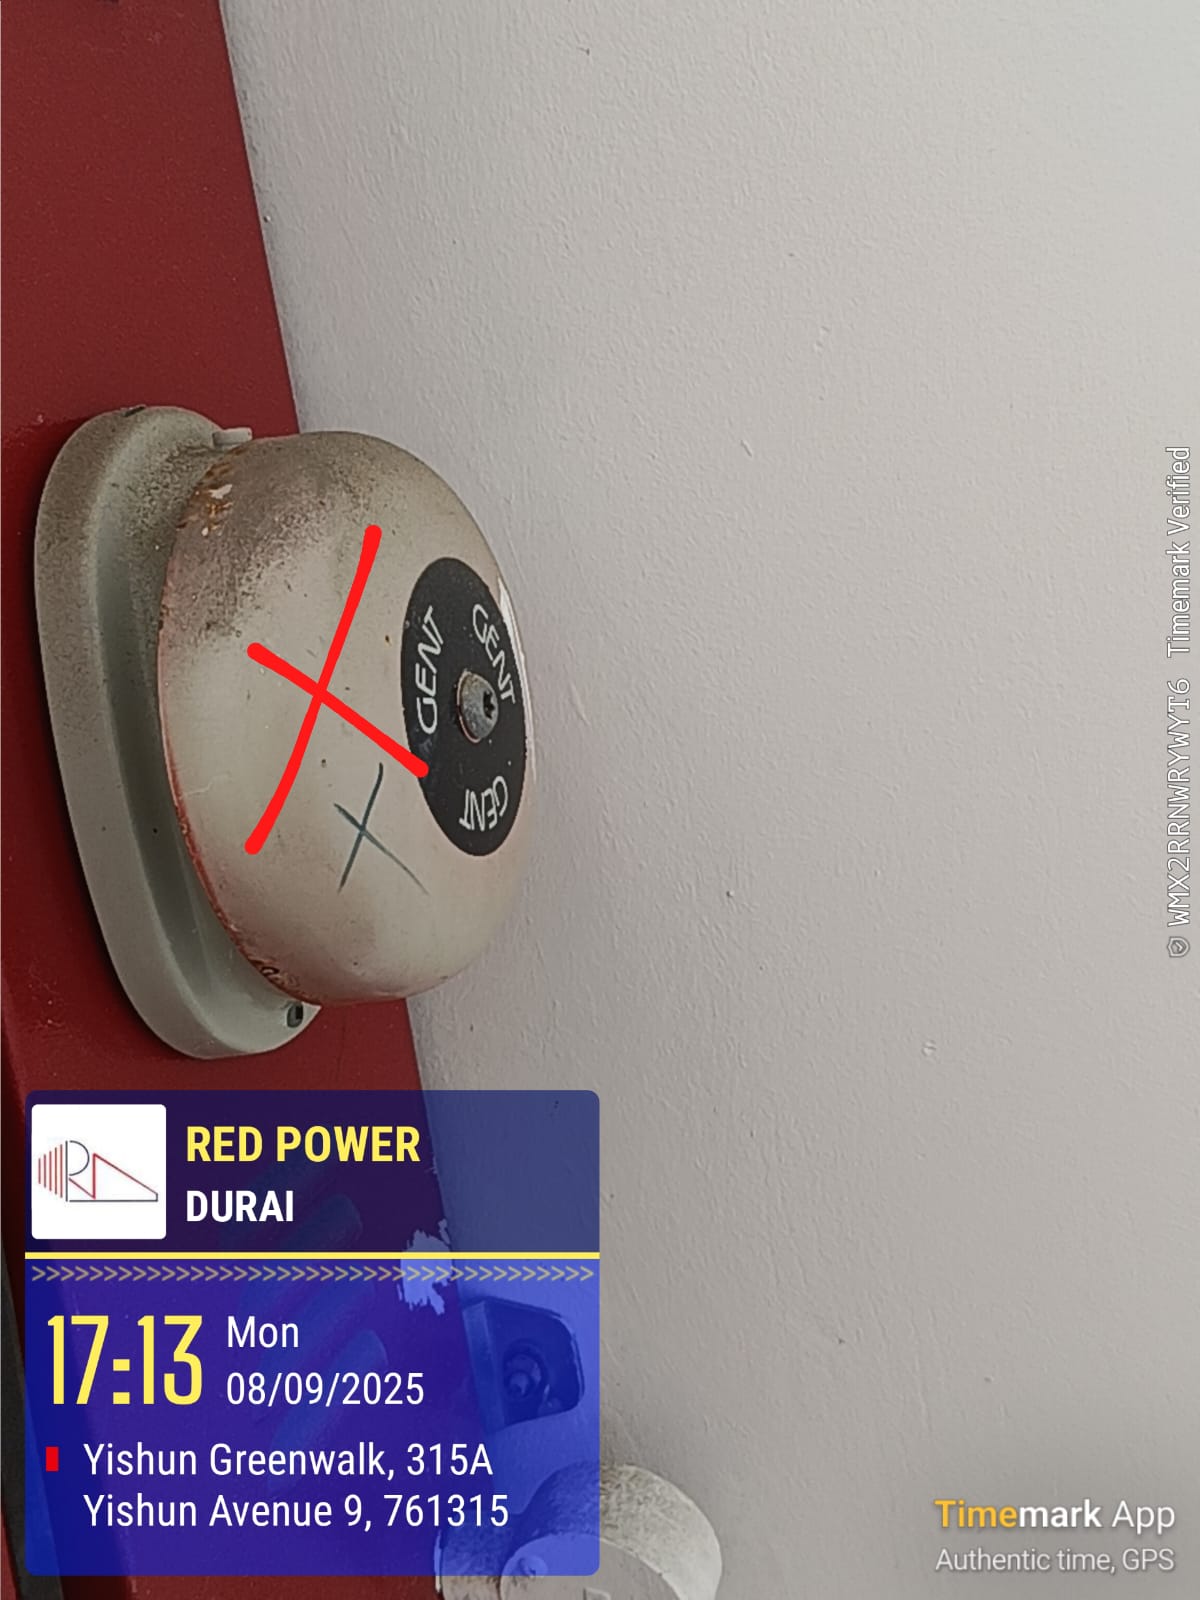 GENT
GENT
GENT
RED POWER
DURAI
17:13
Mon
08/09/2025
Yishun Greenwalk, 315A
Yishun Avenue 9, 761315
Timemark App
Authentic time, GPS
WMX2RRNWRYWYT6 Timemark Verified